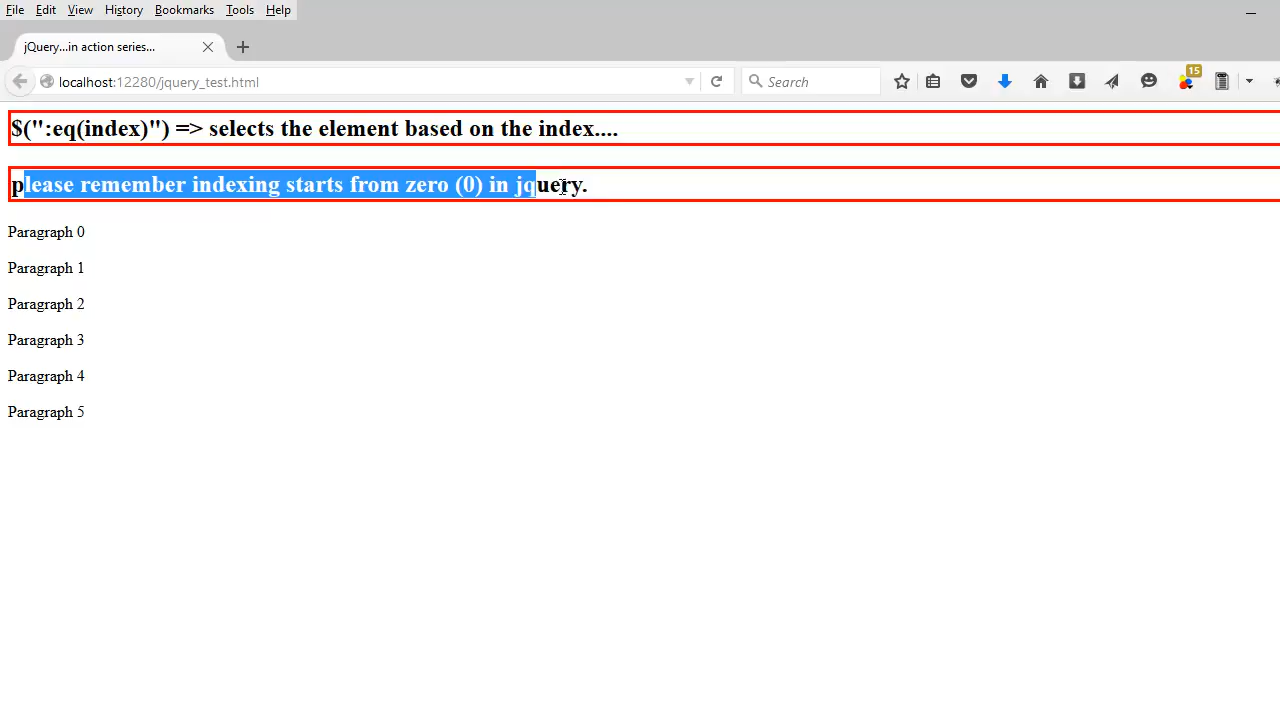 File Edit View History Bookmarks Tools Help
jQuery...in action series...
localhost:12280/jquery_test.html
Search
15
$(":eq(index)") => selects the element based on the index....
please remember indexing starts from zero (0) in jquery.
Paragraph 0
Paragraph 1
Paragraph 2
Paragraph 3
Paragraph 4
Paragraph 5